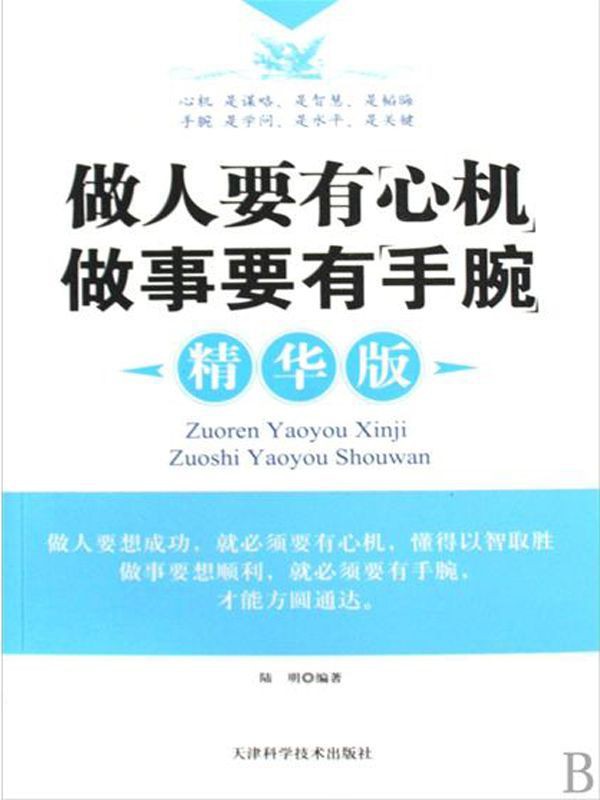 心机 是谋略、是智慧、是韬晦
手腕 是学问、是水平、是关键
做人要有「心机」
做事要有「手腕」
精华版
Zuoren Yaoyou Xinji
Zuoshi Yaoyou Shouwan
做人要想成功，就必须要有心机，懂得以智取胜
做事要想顺利，就必须要有手腕，
才能方圆通达。
陆 明◎编著
天津科学技术出版社
B